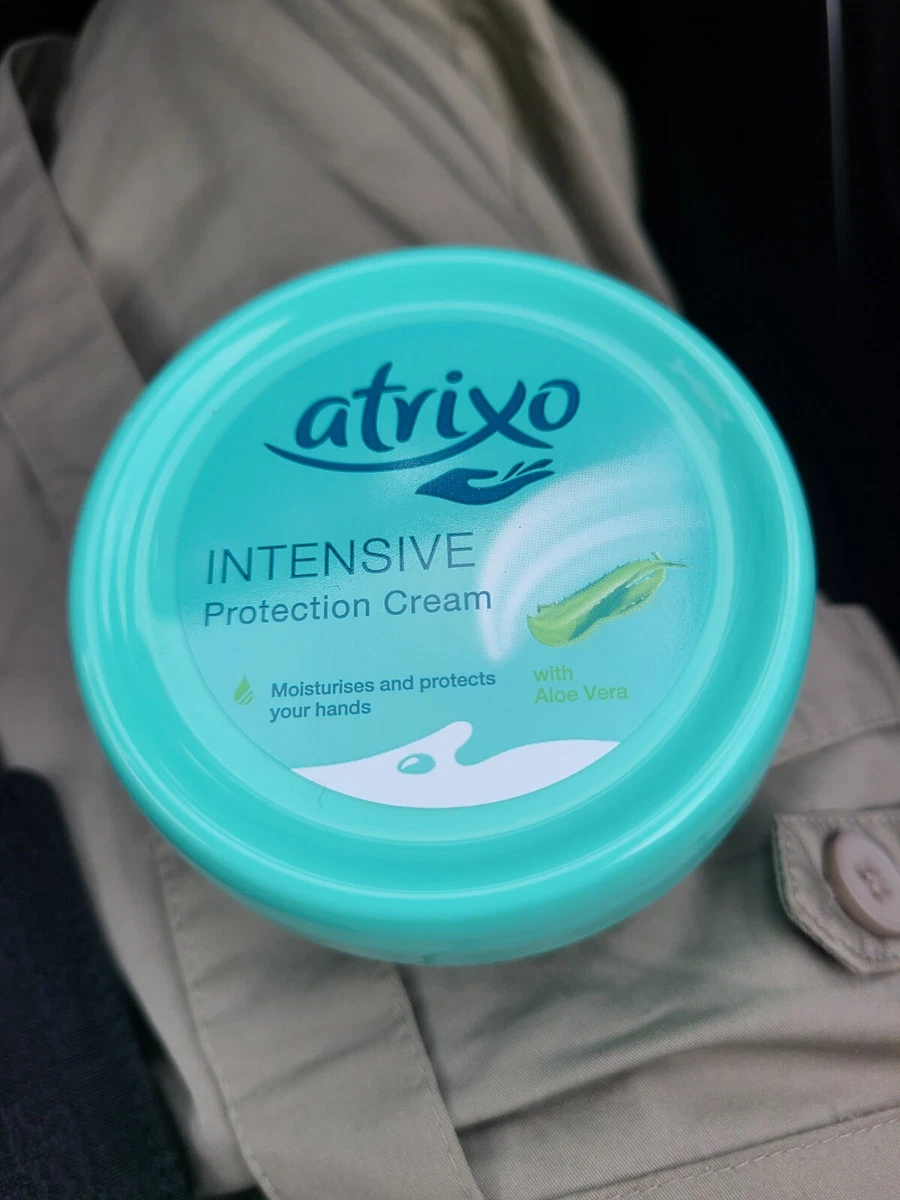 atrixo
INTENSIVE
Protection Cream
Moisturises and protects
your hands
with
Aloe Vera